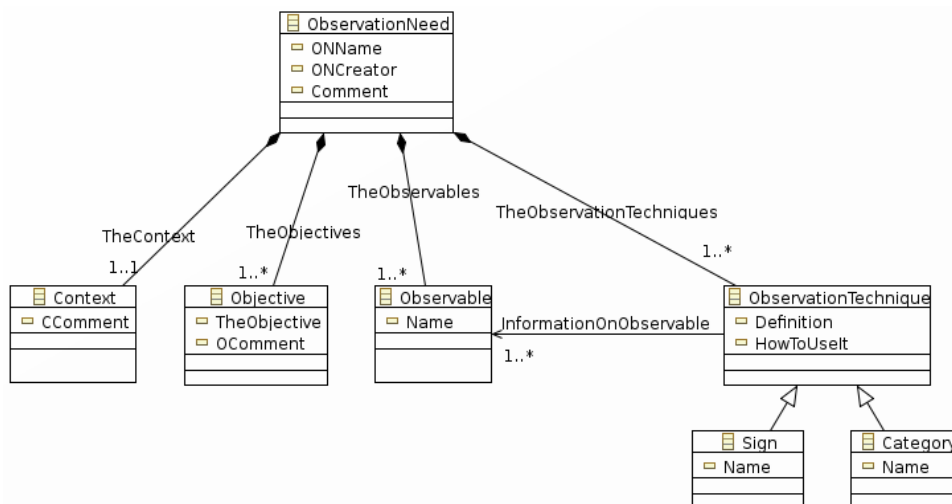 ObservationNeed
ONName
ONCreator
Comment
TheObservables
TheObservationTechniques
TheContext
TheObjectives
1..1
1..*
1..*
1..*
Context
CComment
Objective
TheObjective
OComment
Observable
Name
InformationOnObservable
1..*
ObservationTechnique
Definition
HowToUseIt
Sign
Name
Category
Name